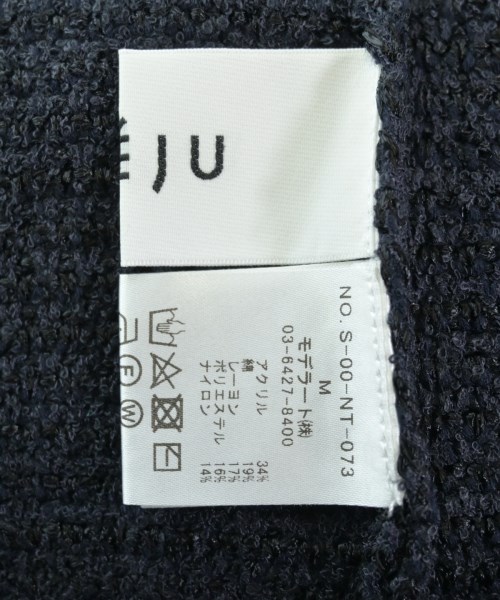 JU
NO. S-00-NT-073
M
モデラート(株)
03-6427-8400
アクリル 34%
綿 19%
レーヨン 17%
ポリエステル 16%
ナイロン 14%
F
W